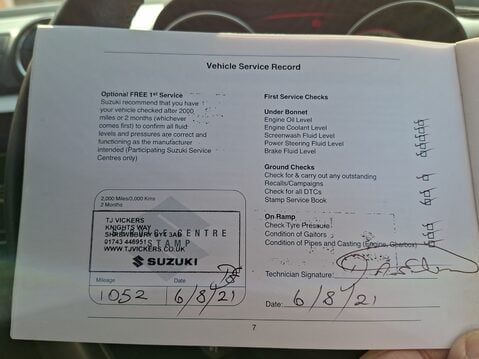 Vehicle Service Record
Optional FREE 1st Service
Suzuki recommend that you have
your vehicle checked after 2000
miles or 2 months (whichever
comes first) to confirm all fluid
levels and pressures are correct and
functioning as the manufacturer
intended (Participating Suzuki Service
Centres only)
2,000 Miles/3,000 Kms
2 Months
TJ VICKERS
KNIGHTS WAY
SHREWSBURY
SERVICE CENTRE
01743 446951
STAMP
WWW.TJVICKERS.CO.UK
SUZUKI
Mileage Date
1052 6/8/21
First Service Checks
Under Bonnet
Engine Oil Level
Engine Coolant Level
Screenwash Fluid Level
Power Steering Fluid Level
Brake Fluid Level
Ground Checks
Check for & carry out any outstanding
Recalls/Campaigns
Check for all DTCs
Stamp Service Book
On-Ramp
Check Tyre Pressure
Condition of Gaitors
Condition of Pipes and Casting (Engine, Gearbox)
Technician Signature:
Date: 6/8/21
7